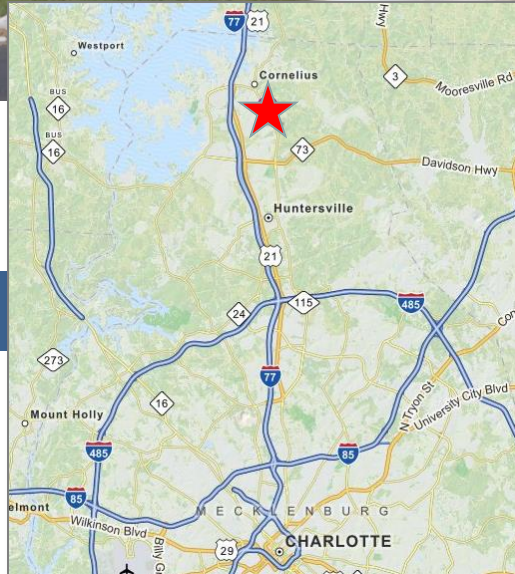 77
21
Hwy
Westport
Cornelius
3
Mooresville Rd
BUS
16
BUS
16
73
Davidson Hwy
Huntersville
21
24
115
485
273
77
16
Mount Holly
N Tryon St
University City Blvd
485
85
85
elmont
Wilkinson Blvd
MECKLENBURG
29
CHARLOTTE